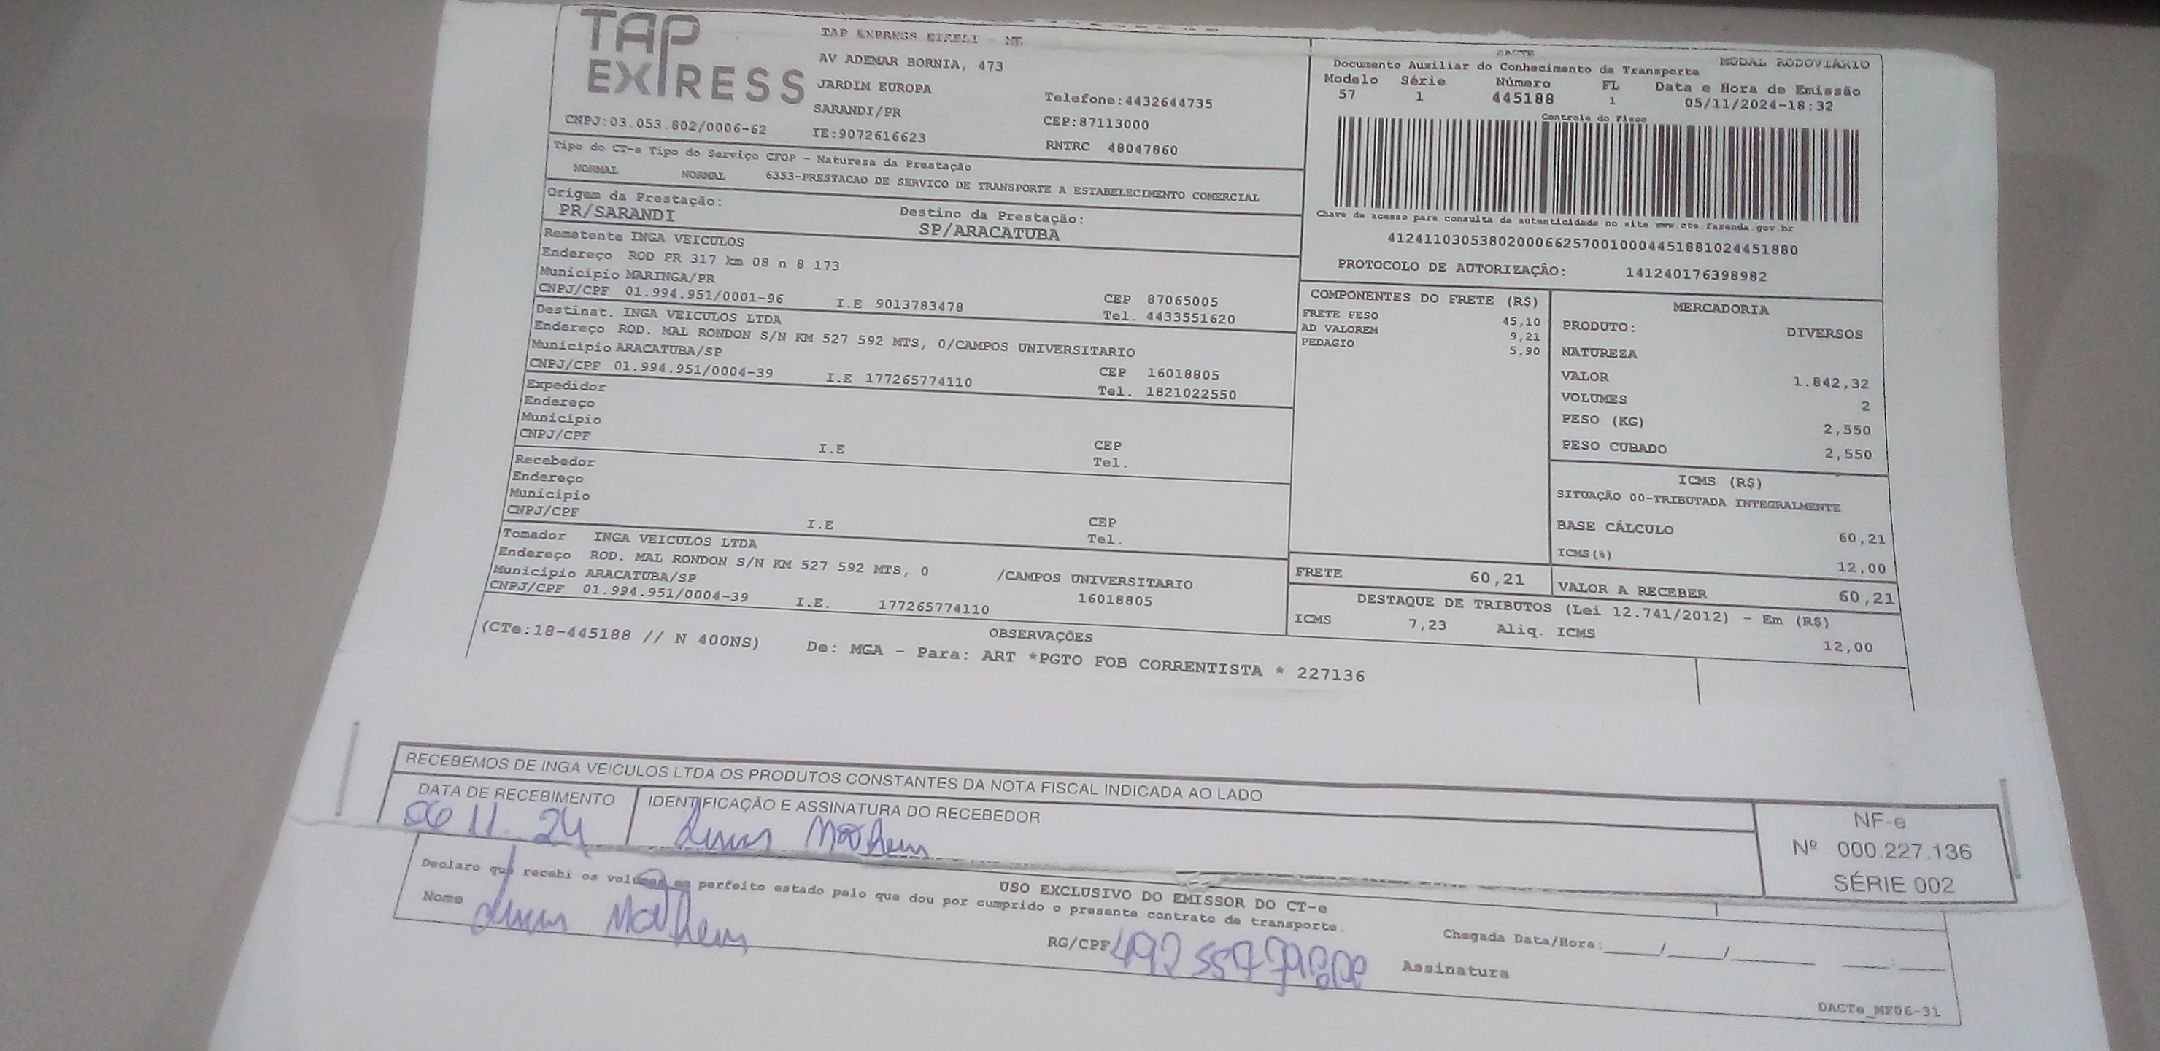 TAP EXPRESS
TAP EXPRESS EIRELI - ME
AV ADEMAR BORNIA, 473
JARDIM EUROPA
SARANDI/PR
Telefone:4432644735
CEP:87113000
CNPJ:03.053.802/0006-62 IE:9072616623 RNTRC 48047860
DACTE MODAL RODOVIÁRIO
Documento Auxiliar do Conhecimento de Transporte
Modelo Série Número FL Data e Hora de Emissão
57 1 445188 1 05/11/2024-18:32
Controle do Fisco
Chave de acesso para consulta de autenticidade no site www.cte.fazenda.gov.br
41241103053802000662570010004451881024451880
PROTOCOLO DE AUTORIZAÇÃO: 141240176398982
Tipo do CT-e Tipo do Serviço CFOP - Natureza da Prestação
NORMAL NORMAL 6353-PRESTACAO DE SERVICO DE TRANSPORTE A ESTABELECIMENTO COMERCIAL
Origem da Prestação: Destino da Prestação:
PR/SARANDI SP/ARACATUBA
Remetente INGA VEICULOS
Endereço ROD PR 317 km 08 n 8 173
Município MARINGA/PR CEP 87065005
CNPJ/CPF 01.994.951/0001-96 I.E 9013783478 Tel. 4433551620
Destinat. INGA VEICULOS LTDA
Endereço ROD. MAL RONDON S/N KM 527 592 MTS, 0/CAMPOS UNIVERSITARIO
Município ARACATUBA/SP CEP 16018805
CNPJ/CPF 01.994.951/0004-39 I.E 177265774110 Tel. 1821022550
Expedidor
Endereço
Município CEP
CNPJ/CPF I.E Tel.
Recebedor
Endereço
Município CEP
CNPJ/CPF I.E Tel.
Tomador INGA VEICULOS LTDA
Endereço ROD. MAL RONDON S/N KM 527 592 MTS, 0 /CAMPOS UNIVERSITARIO
Município ARACATUBA/SP 16018805
CNPJ/CPF 01.994.951/0004-39 I.E. 177265774110
COMPONENTES DO FRETE (R$)
FRETE PESO 45,10
AD VALOREM 9,21
PEDAGIO 5,90
FRETE 60,21
MERCADORIA
PRODUTO: DIVERSOS
NATUREZA
VALOR 1.842,32
VOLUMES 2
PESO (KG) 2,550
PESO CUBADO 2,550
ICMS (R$)
SITUAÇÃO 00-TRIBUTADA INTEGRALMENTE
BASE CÁLCULO 60,21
ICMS(%) 12,00
VALOR A RECEBER 60,21
DESTAQUE DE TRIBUTOS (Lei 12.741/2012) - Em (R$)
ICMS 7,23 Aliq. ICMS 12,00
OBSERVAÇÕES
(CTe:18-445188 // N 400NS) De: MGA - Para: ART *PGTO FOB CORRENTISTA * 227136
RECEBEMOS DE INGA VEICULOS LTDA OS PRODUTOS CONSTANTES DA NOTA FISCAL INDICADA AO LADO
DATA DE RECEBIMENTO IDENTIFICAÇÃO E ASSINATURA DO RECEBEDOR
06 11. 24
NF-e
Nº 000.227.136
SÉRIE 002
USO EXCLUSIVO DO EMISSOR DO CT-e
Declaro que recebi os volumes em perfeito estado pelo que dou por cumprido o presente contrato de transporte.
Nome RG/CPF Assinatura
Chegada Data/Hora:____/____/____
DACTe_MF06-31